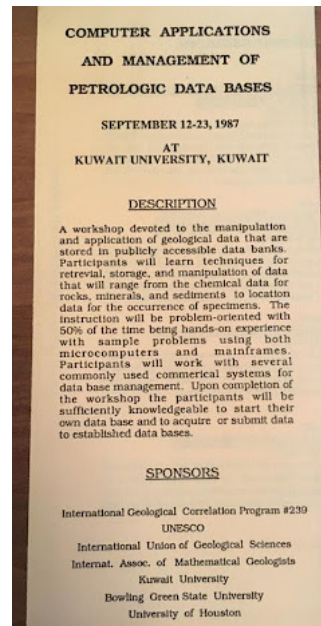 COMPUTER APPLICATIONS
AND MANAGEMENT OF
PETROLOGIC DATA BASES
SEPTEMBER 12-23, 1987
AT
KUWAIT UNIVERSITY, KUWAIT
DESCRIPTION
A workshop devoted to the manipulation
and application of geological data that are
stored in publicly accessible data banks.
Participants will learn techniques for
retrevial, storage, and manipulation of data
that will range from the chemical data for
rocks, minerals, and sediments to location
data for the occurrence of specimens. The
instruction will be problem-oriented with
50% of the time being hands-on experience
with sample problems using both
microcomputers and mainframes.
Participants will work with several
commonly used commerical systems for
data base management. Upon completion of
the workshop the participants will be
sufficiently knowledgeable to start their
own data base and to acquire or submit data
to established data bases.
SPONSORS
International Geological Correlation Program #239
UNESCO
International Union of Geological Sciences
Internat. Assoc. of Mathematical Geologists
Kuwait University
Bowling Green State University
University of Houston